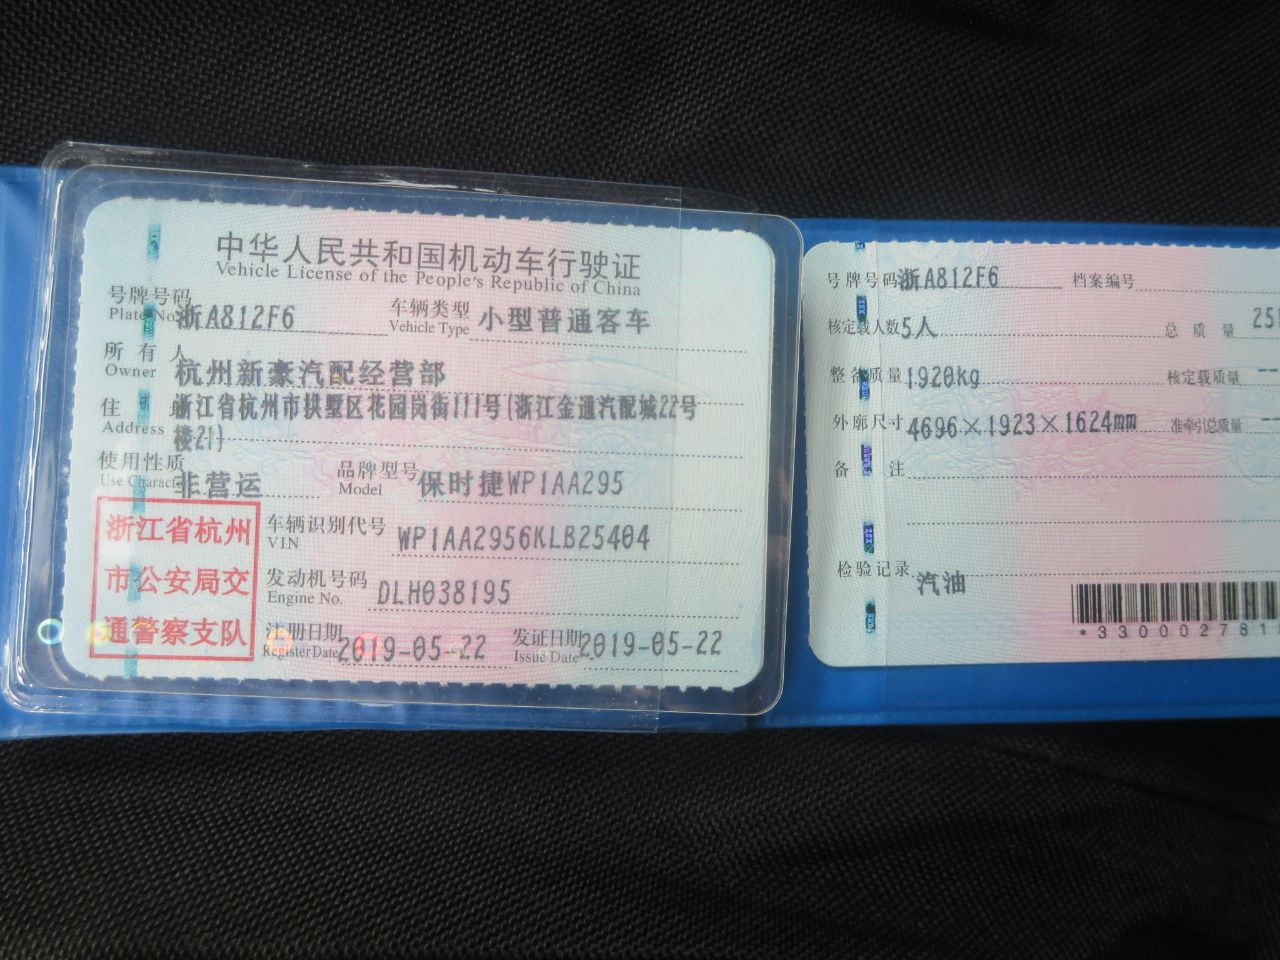 中华人民共和国机动车行驶证
Vehicle License of the People's Republic of China
号牌号码 浙A812F6 车辆类型 小型普通客车
Plate No. Vehicle Type
所有人 杭州新豪汽配经营部
Owner
住 浙江省杭州市拱墅区花园岗街111号(浙江金通汽配城22号
Address 楼21)
使用性质 非营运 品牌型号 保时捷WP1AA295
Use Character Model
浙江省杭州
市公安局交
通警察支队
车辆识别代号 WP1AA2956KLB25404
VIN
发动机号码 DLH038195
Engine No.
注册日期 2019-05-22 发证日期 2019-05-22
Register Date Issue Date
号牌号码 浙A812F6 档案编号
核定载人数 5人 总质量 251
整备质量 1920kg 核定载质量 --
外廓尺寸 4696×1923×1624mm 准牵引总质量 --
备注
检验记录 汽油
*330002781